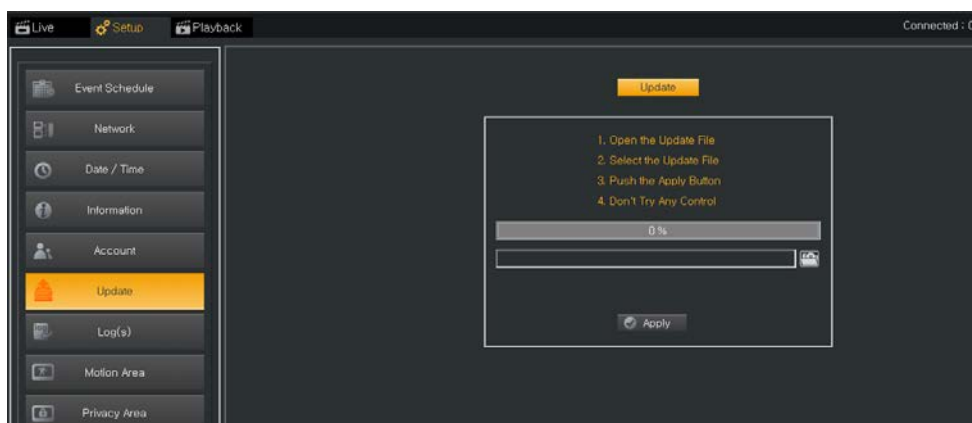 Live Setup Playback Connected : 0
Event Schedule
Network
Date / Time
Information
Account
Update
Log(s)
Motion Area
Privacy Area
Update
1. Open the Update File
2. Select the Update File
3. Push the Apply Button
4. Don't Try Any Control
0 %
Apply